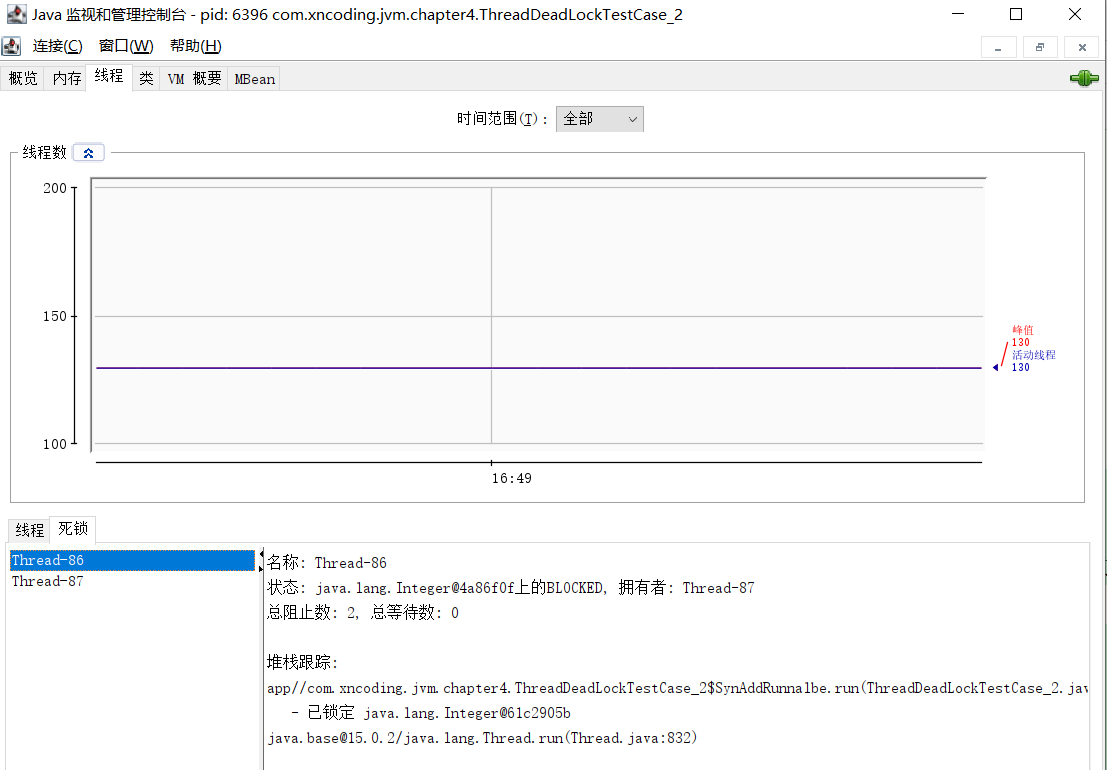 Java 监视和管理控制台 - pid: 6396 com.xncoding.jvm.chapter4.ThreadDeadLockTestCase_2
连接(C) 窗口(W) 帮助(H)
概览 内存 线程 类 VM 概要 MBean
时间范围(T): 全部
线程数
200
150
100
峰值
130
活动线程
130
16:49
线程 死锁
Thread-86
Thread-87
名称: Thread-86
状态: java.lang.Integer@4a86f0f上的BLOCKED, 拥有者: Thread-87
总阻止数: 2, 总等待数: 0
堆栈跟踪:
app//com.xncoding.jvm.chapter4.ThreadDeadLockTestCase_2$SynAddRunnalbe.run(ThreadDeadLockTestCase_2.jav
- 已锁定 java.lang.Integer@61c2905b
java.base@15.0.2/java.lang.Thread.run(Thread.java:832)